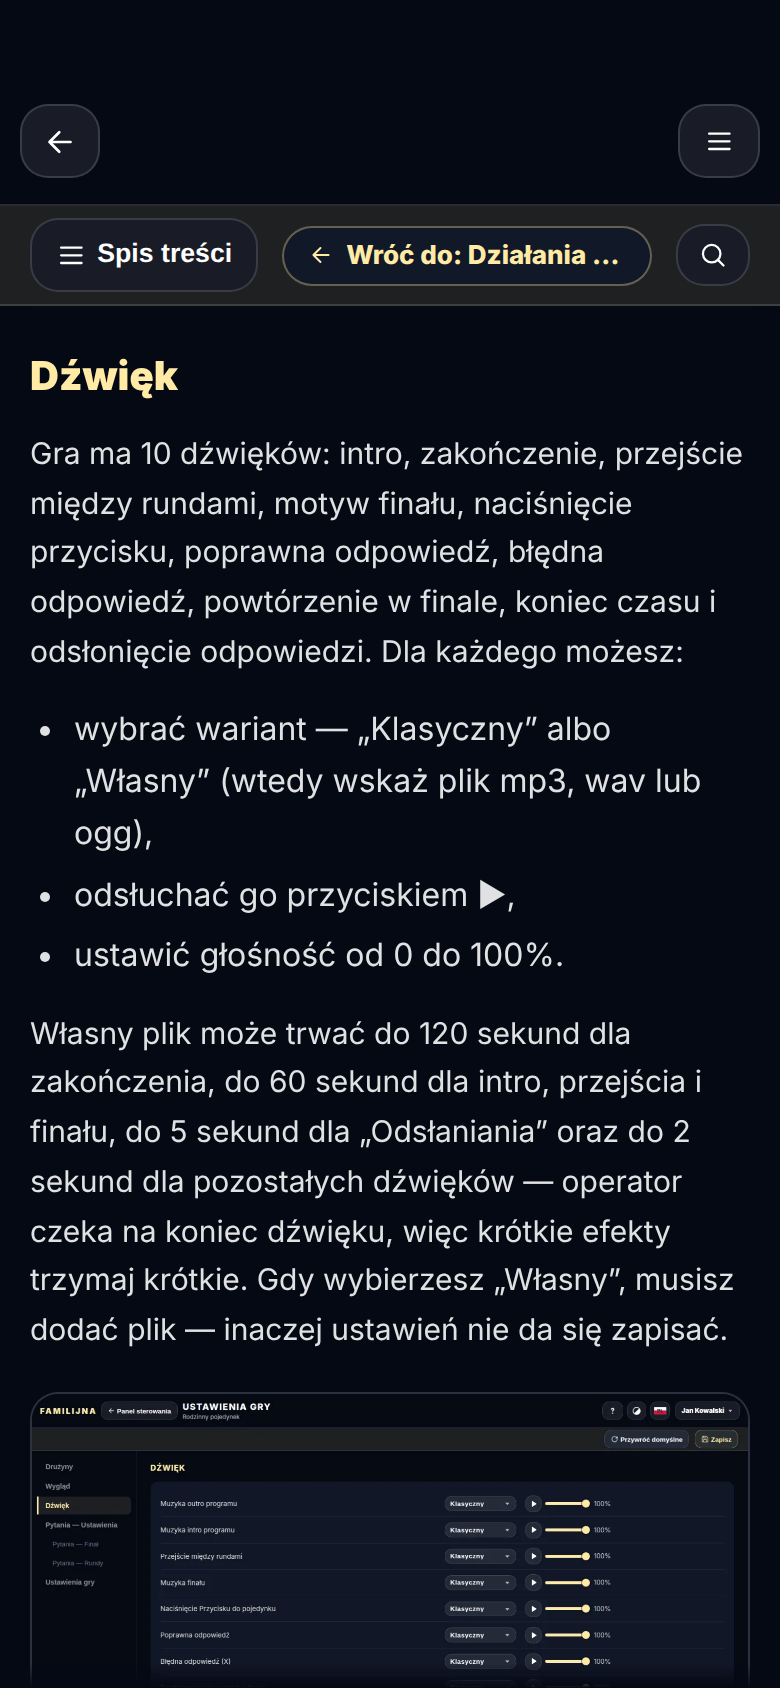 Spis treści
Wróć do: Działania ...
Dźwięk
Gra ma 10 dźwięków: intro, zakończenie, przejście
między rundami, motyw finału, naciśnięcie
przycisku, poprawna odpowiedź, błędna
odpowiedź, powtórzenie w finale, koniec czasu i
odsłonięcie odpowiedzi. Dla każdego możesz:
• wybrać wariant — „Klasyczny” albo
„Własny” (wtedy wskaż plik mp3, wav lub
ogg),
• odsłuchać go przyciskiem ▶,
• ustawić głośność od 0 do 100%.
Własny plik może trwać do 120 sekund dla
zakończenia, do 60 sekund dla intro, przejścia i
finału, do 5 sekund dla „Odsłaniania” oraz do 2
sekund dla pozostałych dźwięków — operator
czeka na koniec dźwięku, więc krótkie efekty
trzymaj krótkie. Gdy wybierzesz „Własny”, musisz
dodać plik — inaczej ustawień nie da się zapisać.
FAMILIJNA
Panel sterowania
USTAWIENIA GRY
Rodzinny pojedynek
?
Jan Kowalski
Przywróć domyślne
Zapisz
Drużyny
Wygląd
Dźwięk
Pytania — Ustawienia
Pytania — Finał
Pytania — Rundy
Ustawienia gry
DŹWIĘK
Muzyka outro programu Klasyczny 100%
Muzyka intro programu Klasyczny 100%
Przejście między rundami Klasyczny 100%
Muzyka finału Klasyczny 100%
Naciśnięcie Przycisku do pojedynku Klasyczny 100%
Poprawna odpowiedź Klasyczny 100%
Błędna odpowiedź (X) Klasyczny 100%